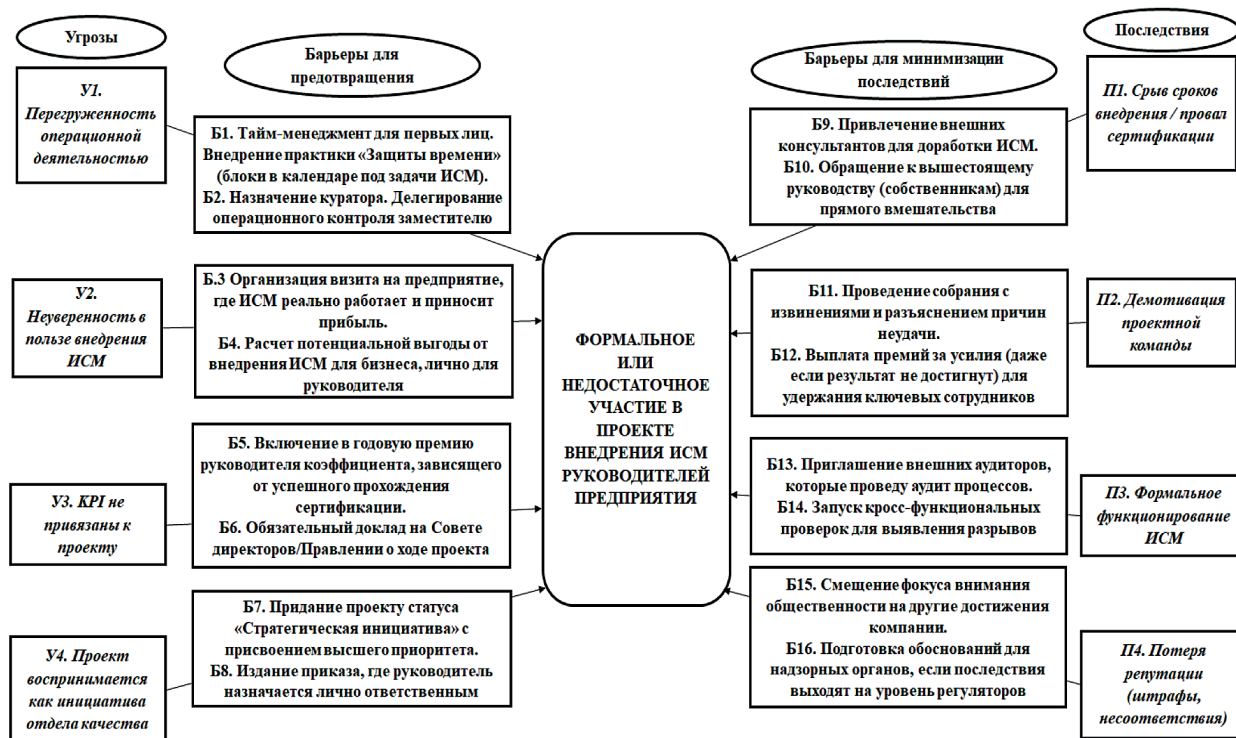 Угрозы
У1.
Перегруженность
операционной
деятельностью
У2.
Неуверенность в
пользе внедрения
ИСМ
У3. KPI не
привязаны к
проекту
У4. Проект
воспринимается
как инициатива
отдела качества
Барьеры для
предотвращения
Б1. Тайм-менеджмент для первых лиц.
Внедрение практики «Защиты времени»
(блоки в календаре под задачи ИСМ).
Б2. Назначение куратора. Делегирование
операционного контроля заместителю
Б.3 Организация визита на предприятие,
где ИСМ реально работает и приносит
прибыль.
Б4. Расчет потенциальной выгоды от
внедрения ИСМ для бизнеса, лично для
руководителя
Б5. Включение в годовую премию
руководителя коэффициента, зависящего
от успешного прохождения
сертификации.
Б6. Обязательный доклад на Совете
директоров/Правлении о ходе проекта
Б7. Придание проекту статуса
«Стратегическая инициатива» с
присвоением высшего приоритета.
Б8. Издание приказа, где руководитель
назначается лично ответственным
ФОРМАЛЬНОЕ
ИЛИ
НЕДОСТАТОЧНОЕ
УЧАСТИЕ В
ПРОЕКТЕ
ВНЕДРЕНИЯ ИСМ
РУКОВОДИТЕЛЕЙ
ПРЕДПРИЯТИЯ
Барьеры для минимизации
последствий
Б9. Привлечение внешних
консультантов для доработки ИСМ.
Б10. Обращение к вышестоящему
руководству (собственникам) для
прямого вмешательства
Б11. Проведение собрания с
извинениями и разъяснением причин
неудачи.
Б12. Выплата премий за усилия (даже
если результат не достигнут) для
удержания ключевых сотрудников
Б13. Приглашение внешних аудиторов,
которые проведу аудит процессов.
Б14. Запуск кросс-функциональных
проверок для выявления разрывов
Б15. Смещение фокуса внимания
общественности на другие достижения
компании.
Б16. Подготовка обоснований для
надзорных органов, если последствия
выходят на уровень регуляторов
Последствия
П1. Срыв сроков
внедрения / провал
сертификации
П2. Демотивация
проектной
команды
П3. Формальное
функционирование
ИСМ
П4. Потеря
репутации
(штрафы,
несоответствия)